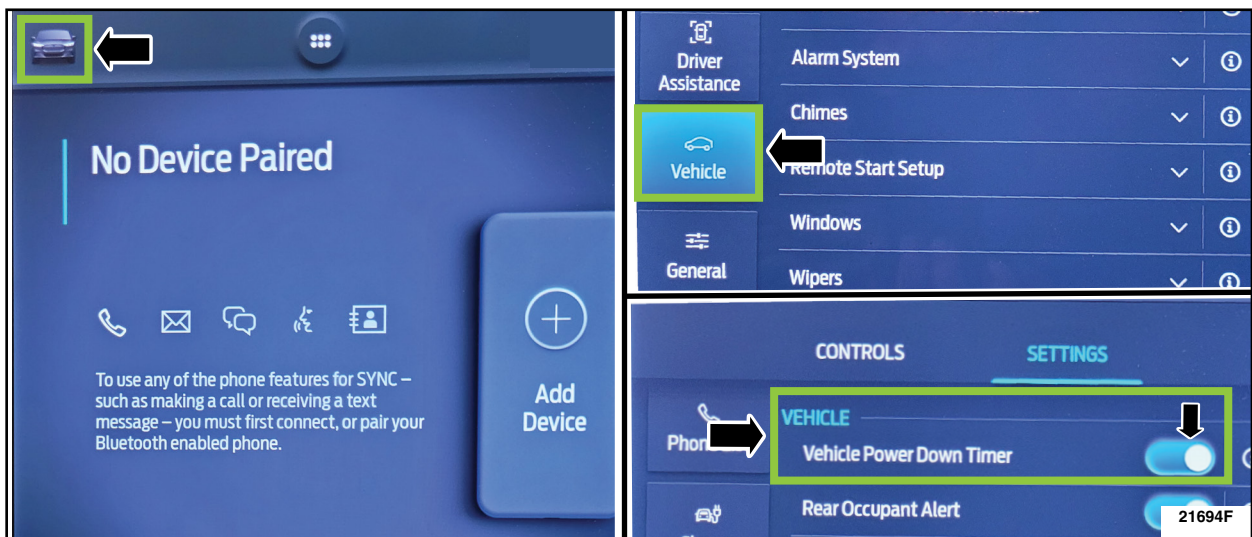 No Device Paired
To use any of the phone features for SYNC –
such as making a call or receiving a text
message – you must first connect, or pair your
Bluetooth enabled phone.
Add
Device
Driver
Assistance
Vehicle
General
Alarm System
Chimes
Remote Start Setup
Windows
Wipers
CONTROLS
SETTINGS
VEHICLE
Vehicle Power Down Timer
Rear Occupant Alert
21694F